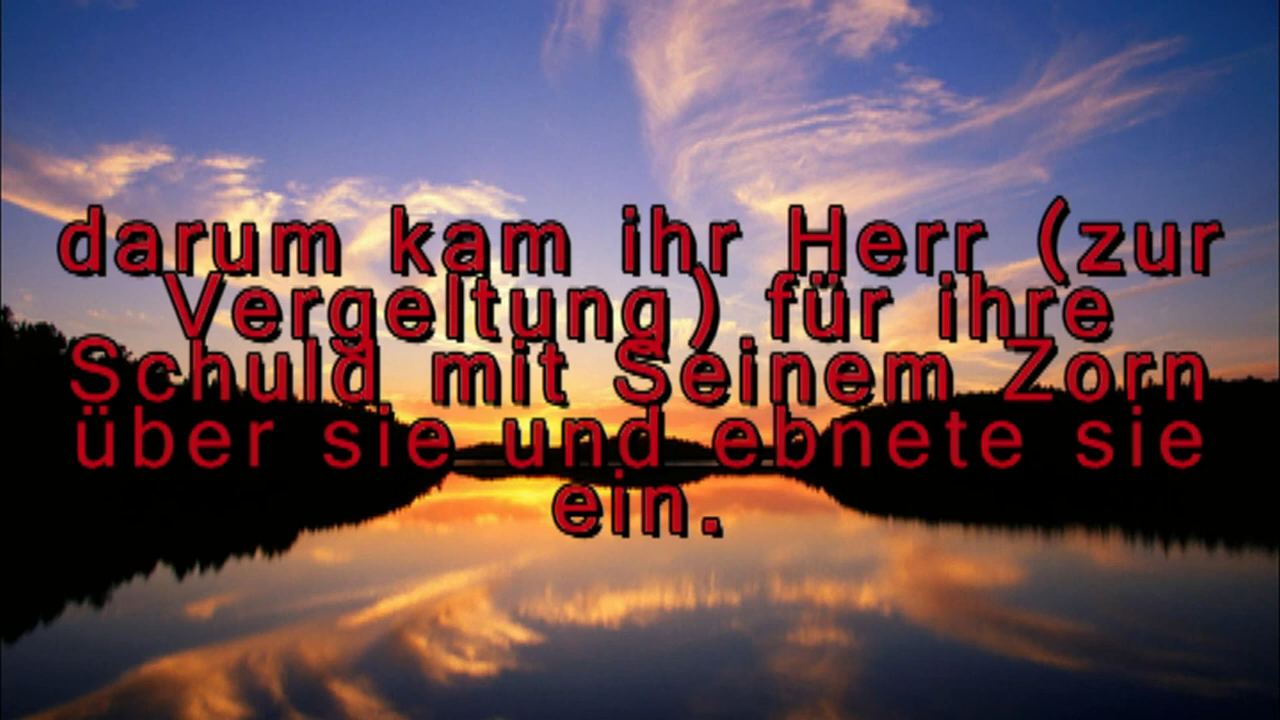 darum kam ihr Herr (zur
Vergeltung) für ihre
Schuld mit Seinem Zorn
über sie und ebnete sie
ein.